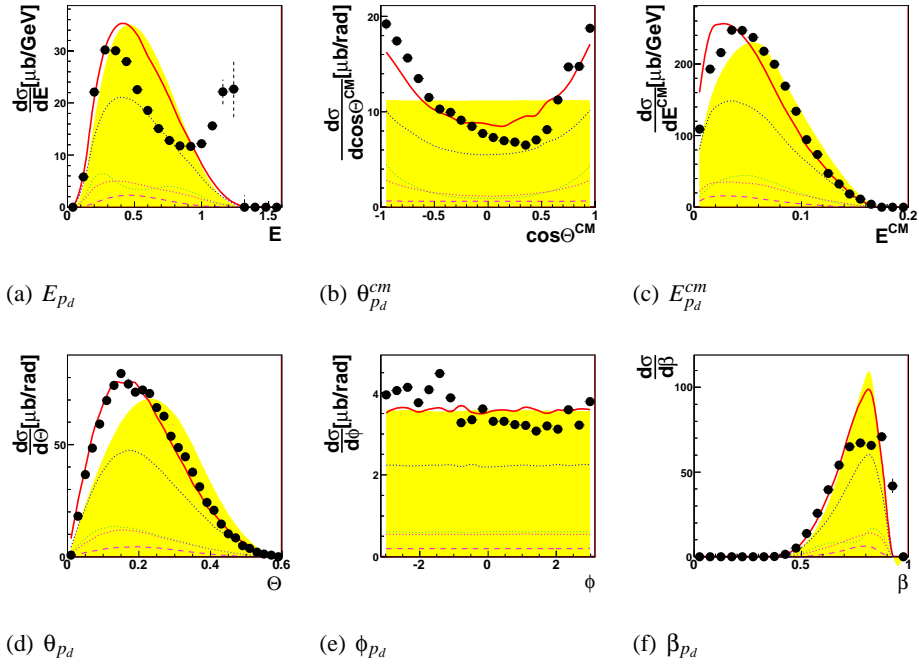 dσ/dE [μb/GeV]
30
20
10
0
0 0.5 1 1.5
E
(a) E_{p_d}
dσ/dcosΘ^{CM} [μb/rad]
20
10
0
-1 -0.5 0 0.5 1
cosΘ^{CM}
(b) θ^{cm}_{p_d}
dσ/dE^{CM} [μb/GeV]
200
100
0
0 0.1 0.2
E^{CM}
(c) E^{cm}_{p_d}
dσ/dΘ [μb/rad]
50
0
0 0.2 0.4 0.6
Θ
(d) θ_{p_d}
dσ/dϕ [μb/rad]
6
4
2
0
-2 0 2
ϕ
(e) ϕ_{p_d}
dσ/dβ
100
50
0
0 0.5 1
β
(f) β_{p_d}